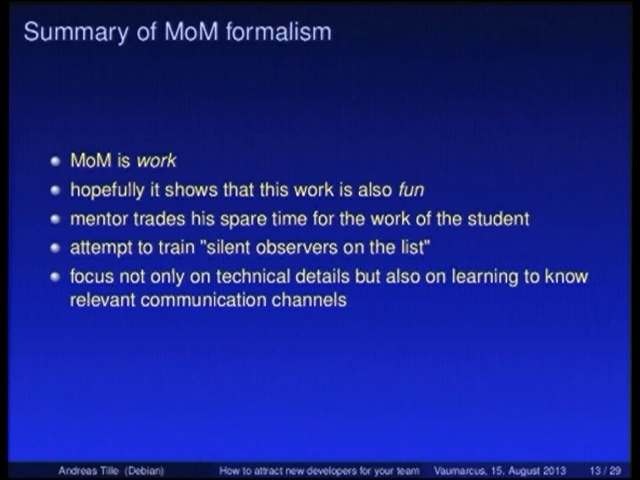 Summary of MoM formalism
MoM is work
hopefully it shows that this work is also fun
mentor trades his spare time for the work of the student
attempt to train "silent observers on the list"
focus not only on technical details but also on learning to know
relevant communication channels
Andreas Tille (Debian) How to attract new developers for your team Vaumarcus, 15. August 2013 13 / 29